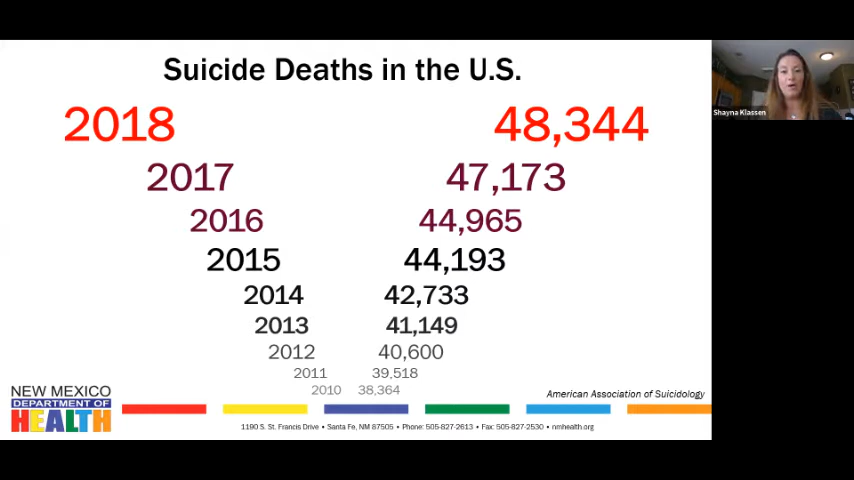 Suicide Deaths in the U.S.
2018 48,344
2017 47,173
2016 44,965
2015 44,193
2014 42,733
2013 41,149
2012 40,600
2011 39,518
2010 38,364
American Association of Suicidology
NEW MEXICO
DEPARTMENT OF
HEALTH
1190 S. St. Francis Drive • Santa Fe, NM 87505 • Phone: 505-827-2613 • Fax: 505-827-2530 • nmhealth.org
Shayna Klassen